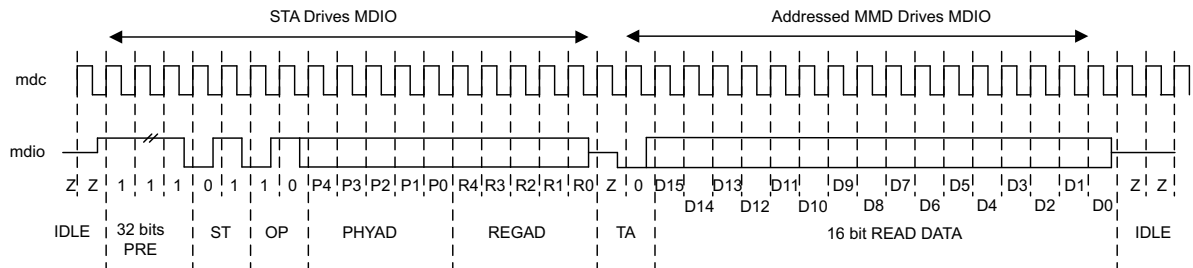 STA Drives MDIO Addressed MMD Drives MDIO
mdc
mdio
Z Z 1 1 1 0 1 1 0 P4 P3 P2 P1 P0 R4 R3 R2 R1 R0 Z 0 D15 D13 D11 D9 D7 D5 D3 D1 Z Z
D14 D12 D10 D8 D6 D4 D2 D0
IDLE 32 bits PRE ST OP PHYAD REGAD TA 16 bit READ DATA IDLE